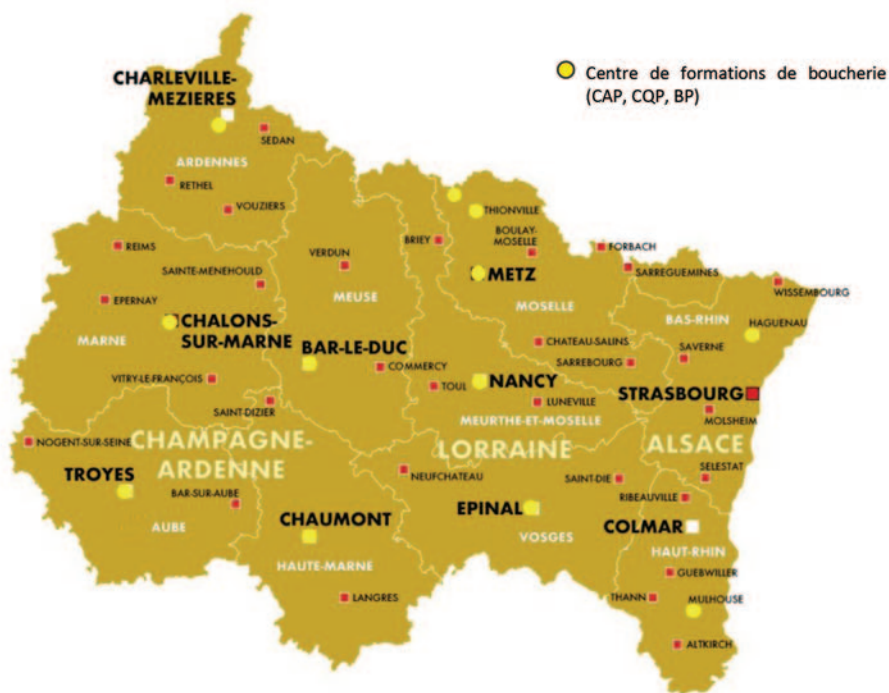 CHARLEVILLE-
MEZIERES
Centre de formations de boucherie
(CAP, CQP, BP)
SEDAN
ARDENNES
RETHEL
VOUZIERS
THIONVILLE
REIMS
BRIEY
BOULAY-
MOSELLE
FORBACH
VERDUN
SAINTE-MENEHOULD
METZ
SARREGUEMINES
WISSEMBOURG
EPERNAY
MEUSE
MOSELLE
BAS-RHIN
HAGUENAU
CHALONS-
SUR-MARNE
MARNE
BAR-LE-DUC
CHATEAU-SALINS
SAVERNE
COMMERCY
SARREBOURG
VITRY-LE-FRANÇOIS
TOUL
NANCY
STRASBOURG
SAINT-DIZIER
LUNEVILLE
MEURTHE-ET-MOSELLE
MOLSHEIM
NOGENT-SUR-SEINE
CHAMPAGNE-
ARDENNE
LORRAINE
ALSACE
TROYES
NEUFCHATEAU
SAINT-DIE
SELESTAT
BAR-SUR-AUBE
RIBEAUVILLE
AUBE
CHAUMONT
EPINAL
VOSGES
COLMAR
HAUT-RHIN
HAUTE-MARNE
GUEBWILLER
LANGRES
THANN
MULHOUSE
ALTKIRCH